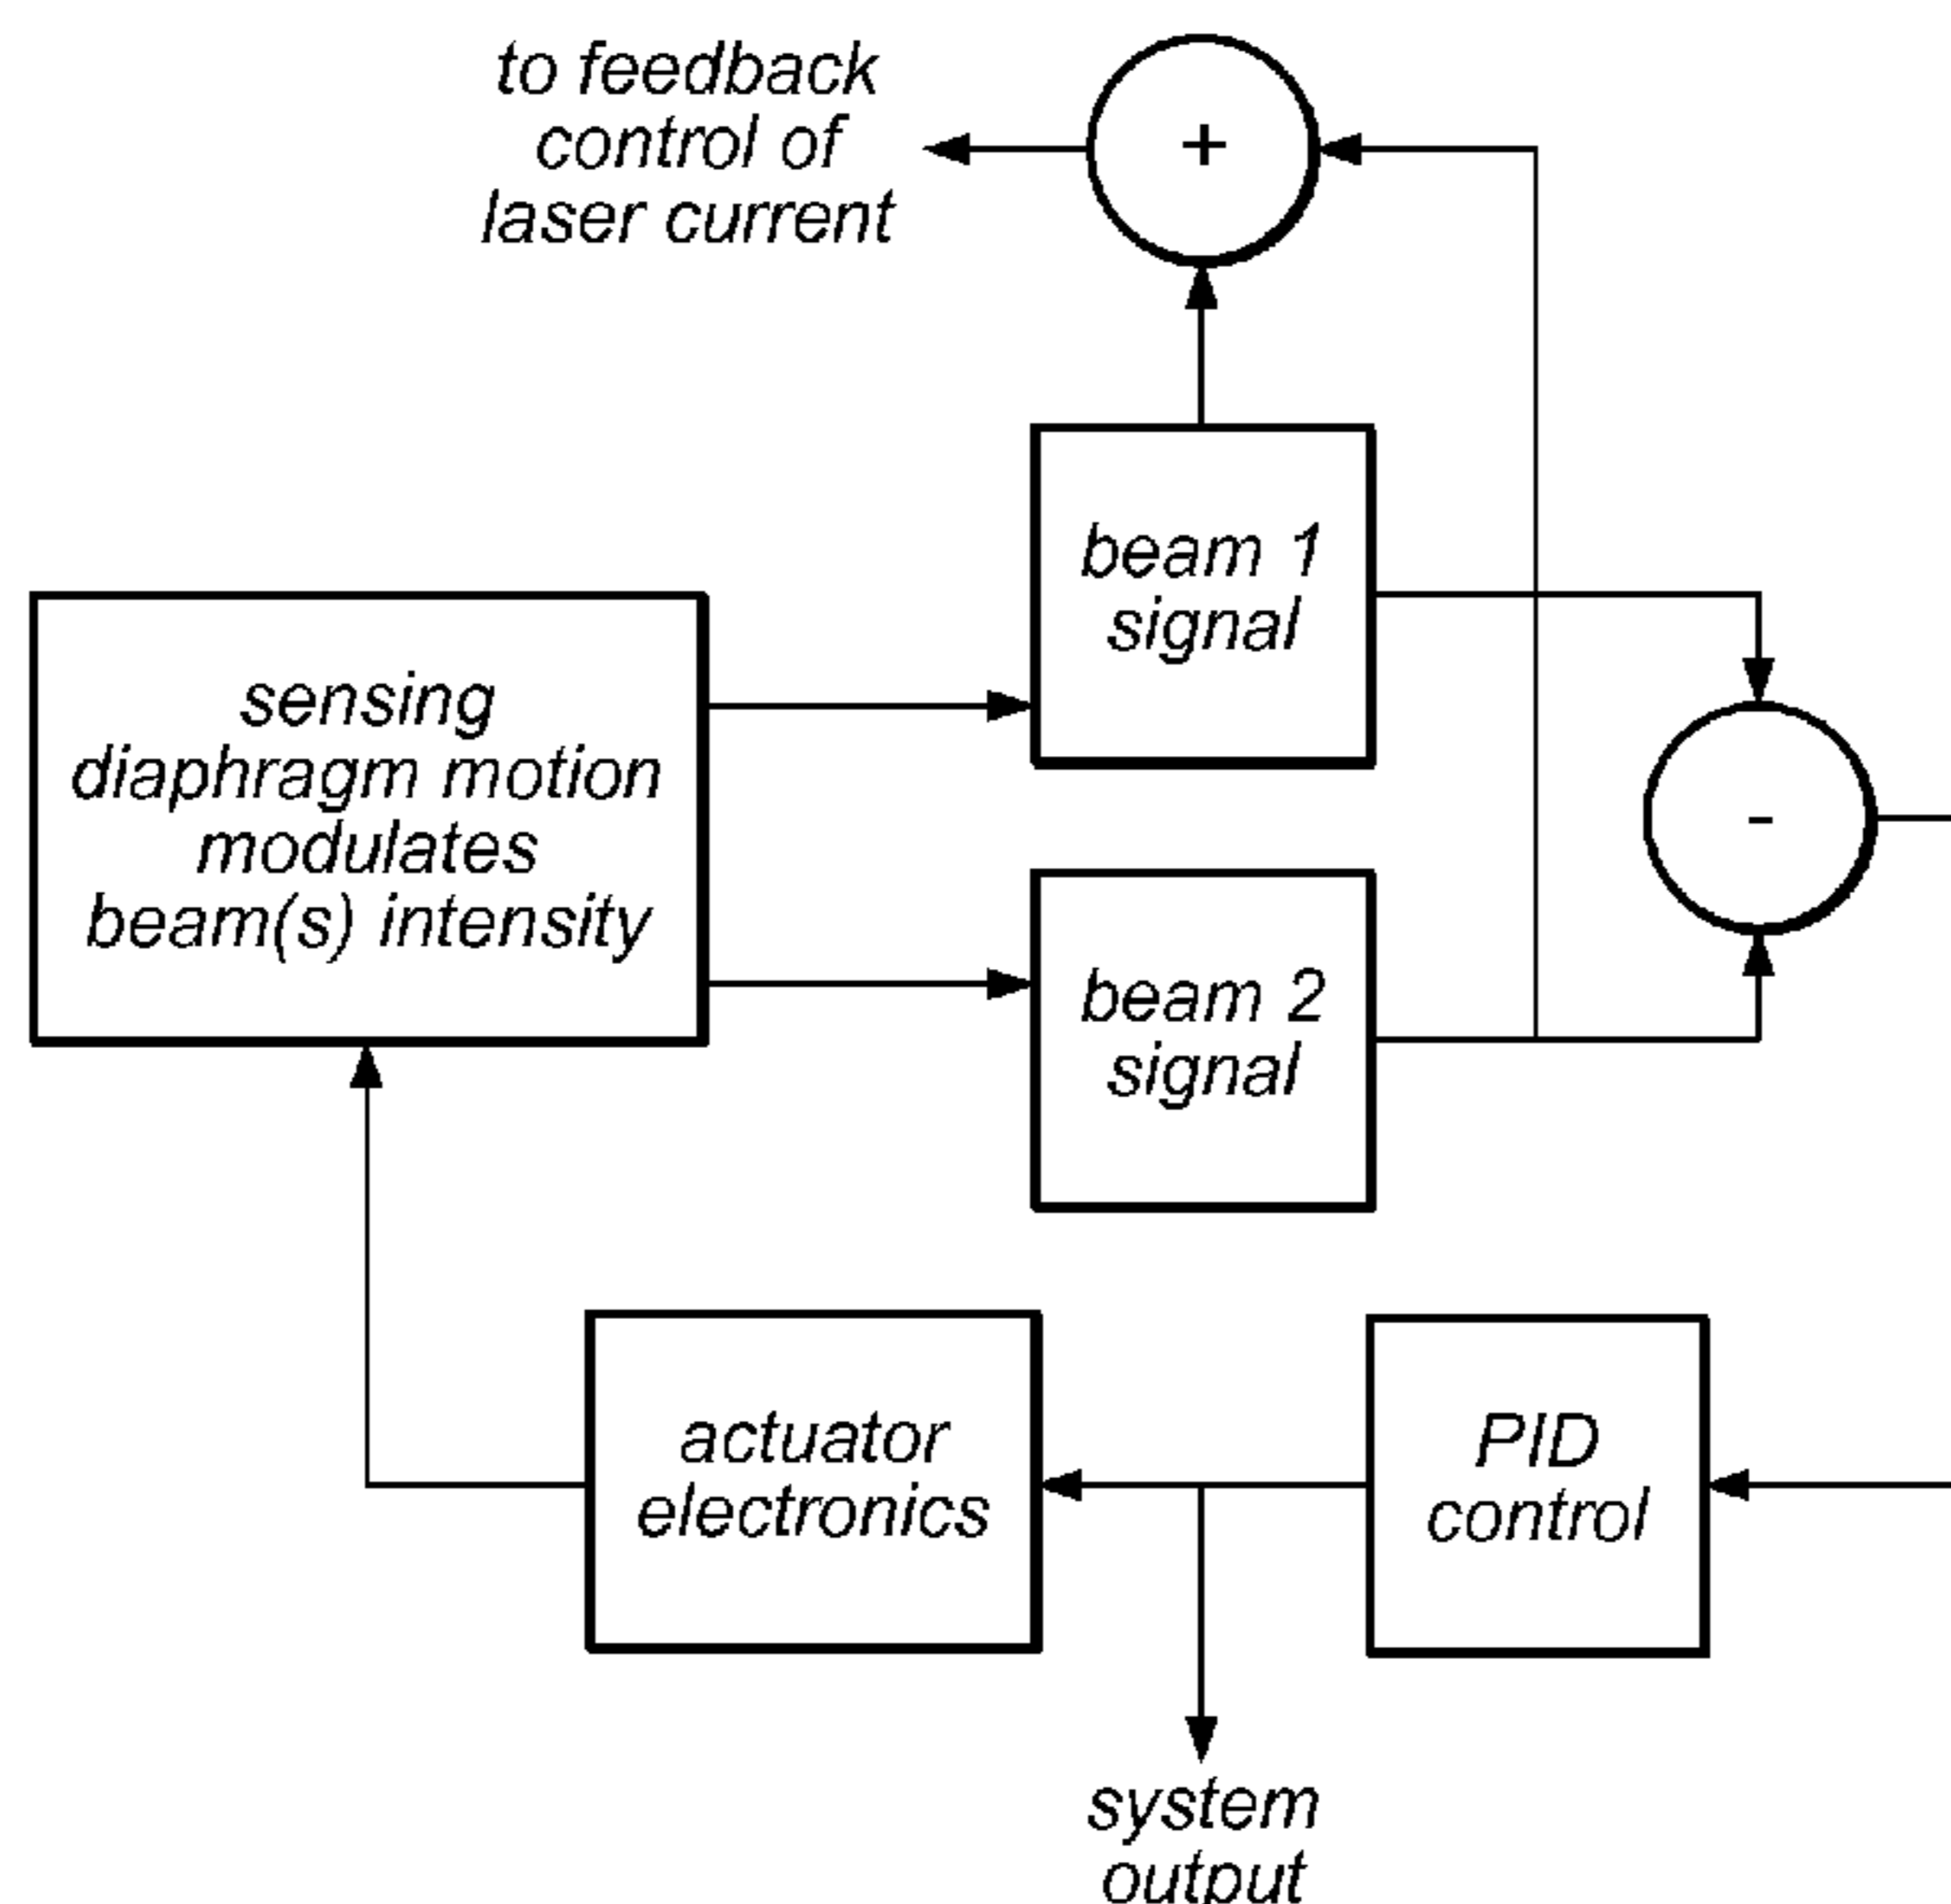 to feedback
control of
laser current
+
beam 1
signal
sensing
diaphragm motion
modulates
beam(s) intensity
-
beam 2
signal
actuator
electronics
PID
control
system
output